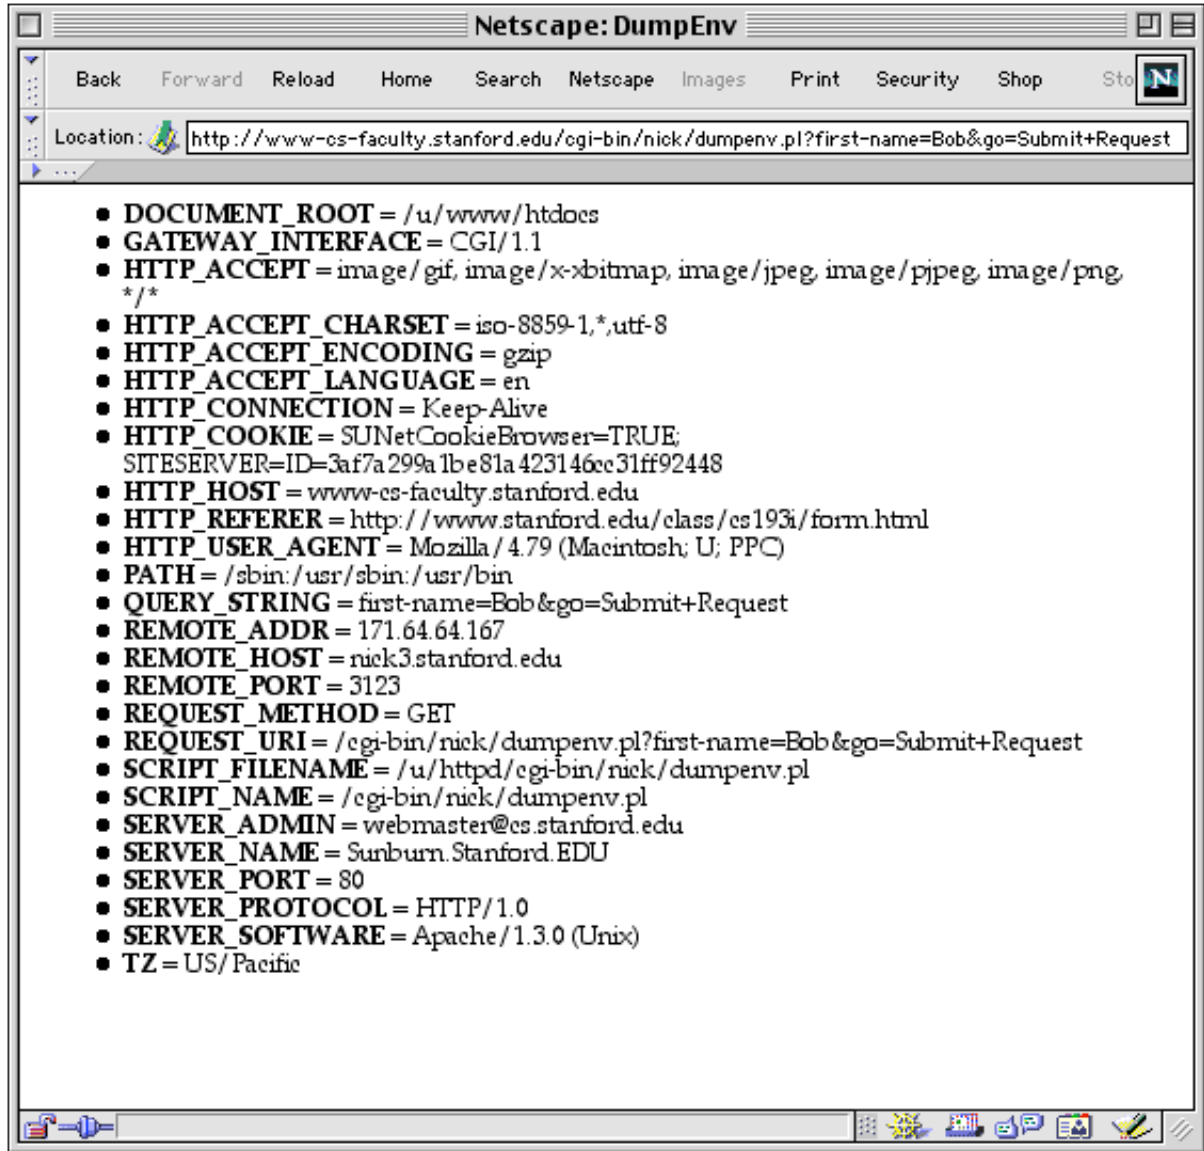 Netscape: DumpEnv
Back Forward Reload Home Search Netscape Images Print Security Shop Sto N
Location: http://www-cs-faculty.stanford.edu/cgi-bin/nick/dumpenv.pl?first-name=Bob&go=Submit+Request
...
DOCUMENT_ROOT = /u/www/htdocs
GATEWAY_INTERFACE = CGI/1.1
HTTP_ACCEPT = image/gif, image/x-xbitmap, image/jpeg, image/pjpeg, image/png,
*/*
HTTP_ACCEPT_CHARSET = iso-8859-1,*,utf-8
HTTP_ACCEPT_ENCODING = gzip
HTTP_ACCEPT_LANGUAGE = en
HTTP_CONNECTION = Keep-Alive
HTTP_COOKIE = SUNetCookieBrowser=TRUE;
SITESERVER=ID=3af7a299a1be81a423146cc31ff92448
HTTP_HOST = www-cs-faculty.stanford.edu
HTTP_REFERER = http://www.stanford.edu/class/cs193i/form.html
HTTP_USER_AGENT = Mozilla/4.79 (Macintosh; U; PPC)
PATH = /sbin:/usr/sbin:/usr/bin
QUERY_STRING = first-name=Bob&go=Submit+Request
REMOTE_ADDR = 171.64.64.167
REMOTE_HOST = nick3.stanford.edu
REMOTE_PORT = 3123
REQUEST_METHOD = GET
REQUEST_URI = /cgi-bin/nick/dumpenv.pl?first-name=Bob&go=Submit+Request
SCRIPT_FILENAME = /u/httpd/cgi-bin/nick/dumpenv.pl
SCRIPT_NAME = /cgi-bin/nick/dumpenv.pl
SERVER_ADMIN = webmaster@cs.stanford.edu
SERVER_NAME = Sunburn.Stanford.EDU
SERVER_PORT = 80
SERVER_PROTOCOL = HTTP/1.0
SERVER_SOFTWARE = Apache/1.3.0 (Unix)
TZ = US/Pacific